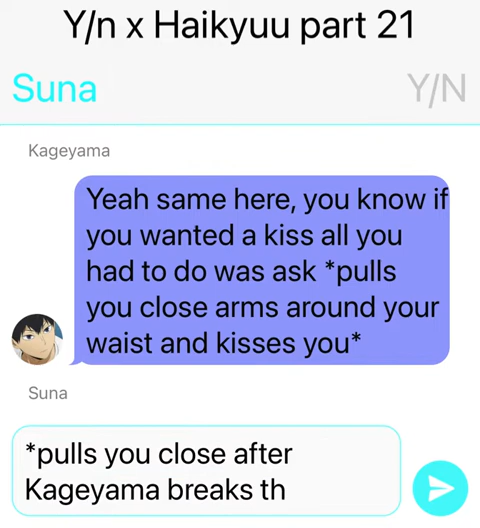 Y/n x Haikyuu part 21
Suna
Y/N
Kageyama
Yeah same here, you know if
you wanted a kiss all you
had to do was ask *pulls
you close arms around your
waist and kisses you*
Suna
*pulls you close after
Kageyama breaks th